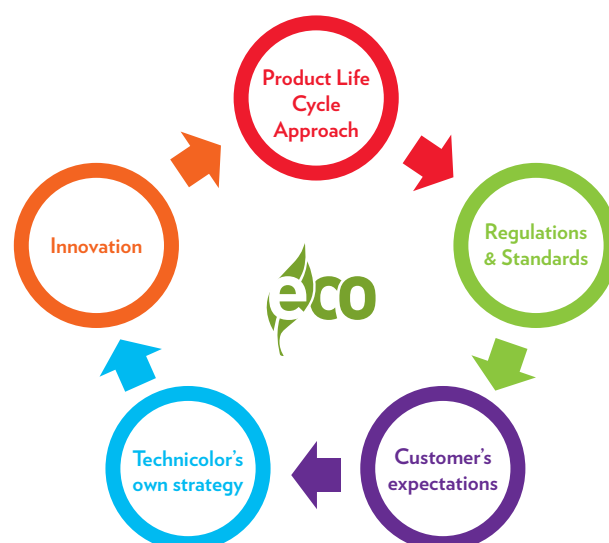 Product Life
Cycle
Approach
Regulations
& Standards
Innovation
eco
Technicolor's
own strategy
Customer's
expectations